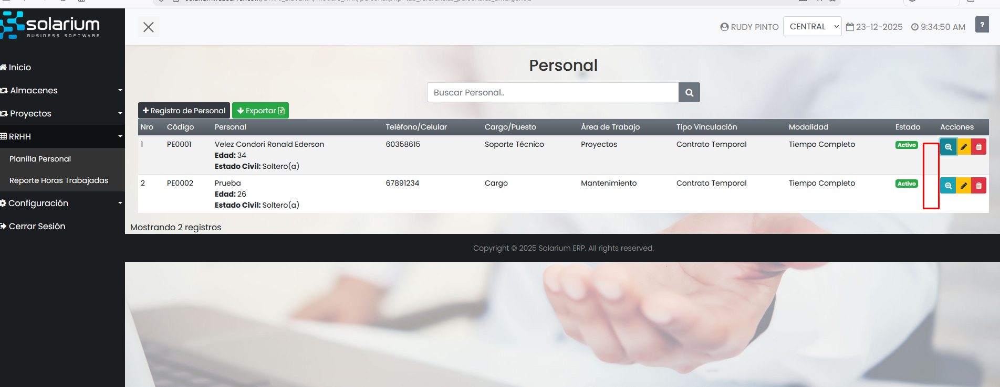 solarium
BUSINESS SOFTWARE
RUDY PINTO CENTRAL 23-12-2025 9:34:50 AM ?
Inicio
Almacenes
Proyectos
RRHH
Planilla Personal
Reporte Horas Trabajadas
Configuración
Cerrar Sesión
Personal
Buscar Personal..
Registro de Personal Exportar
Nro Código Personal Teléfono/Celular Cargo/Puesto Área de Trabajo Tipo Vinculación Modalidad Estado Acciones
1 PE0001 Velez Condori Ronald Ederson 60358615 Soporte Técnico Proyectos Contrato Temporal Tiempo Completo Activo
Edad: 34
Estado Civil: Soltero(a)
2 PE0002 Prueba 67891234 Cargo Mantenimiento Contrato Temporal Tiempo Completo Activo
Edad: 26
Estado Civil: Soltero(a)
Mostrando 2 registros
Copyright © 2025 Solarium ERP. All rights reserved.